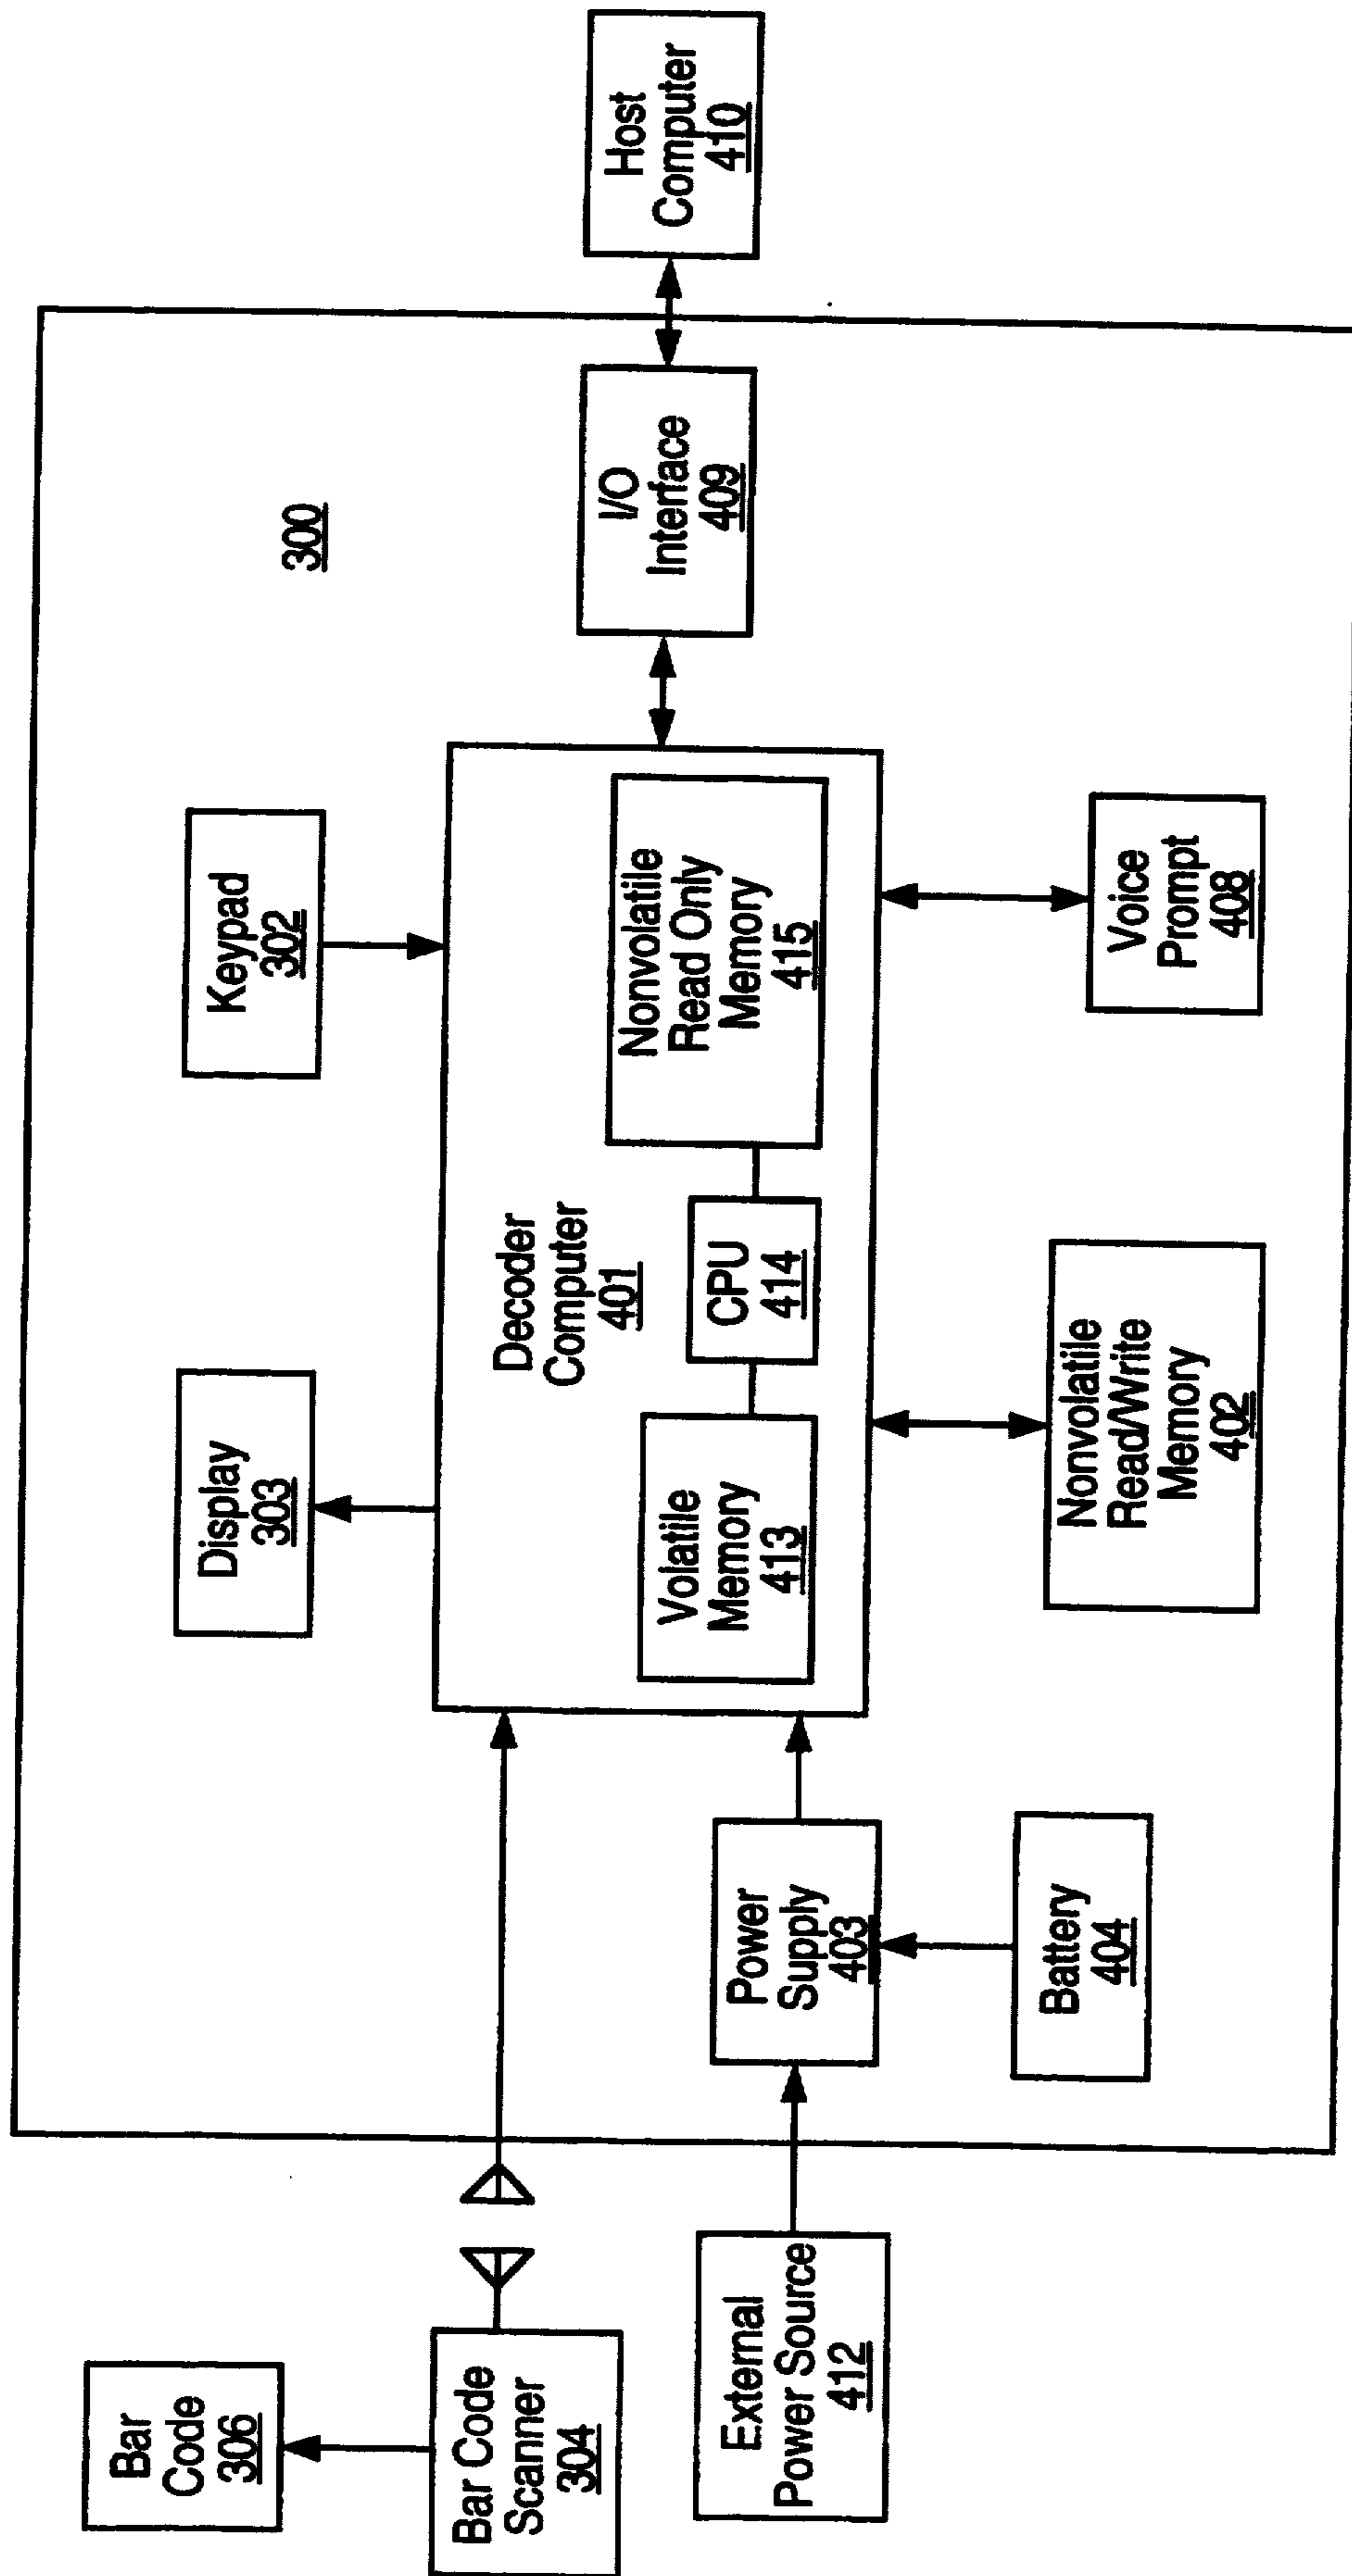 Bar
Code
306
Bar Code
Scanner
304
External
Power Source
412
300
Display
303
Keypad
302
Decoder
Computer
401
Volatile
Memory
413
CPU
414
Nonvolatile
Read Only
Memory
415
Power
Supply
403
Battery
404
Nonvolatile
Read/Write
Memory
402
Voice
Prompt
408
I/O
Interface
409
Host
Computer
410